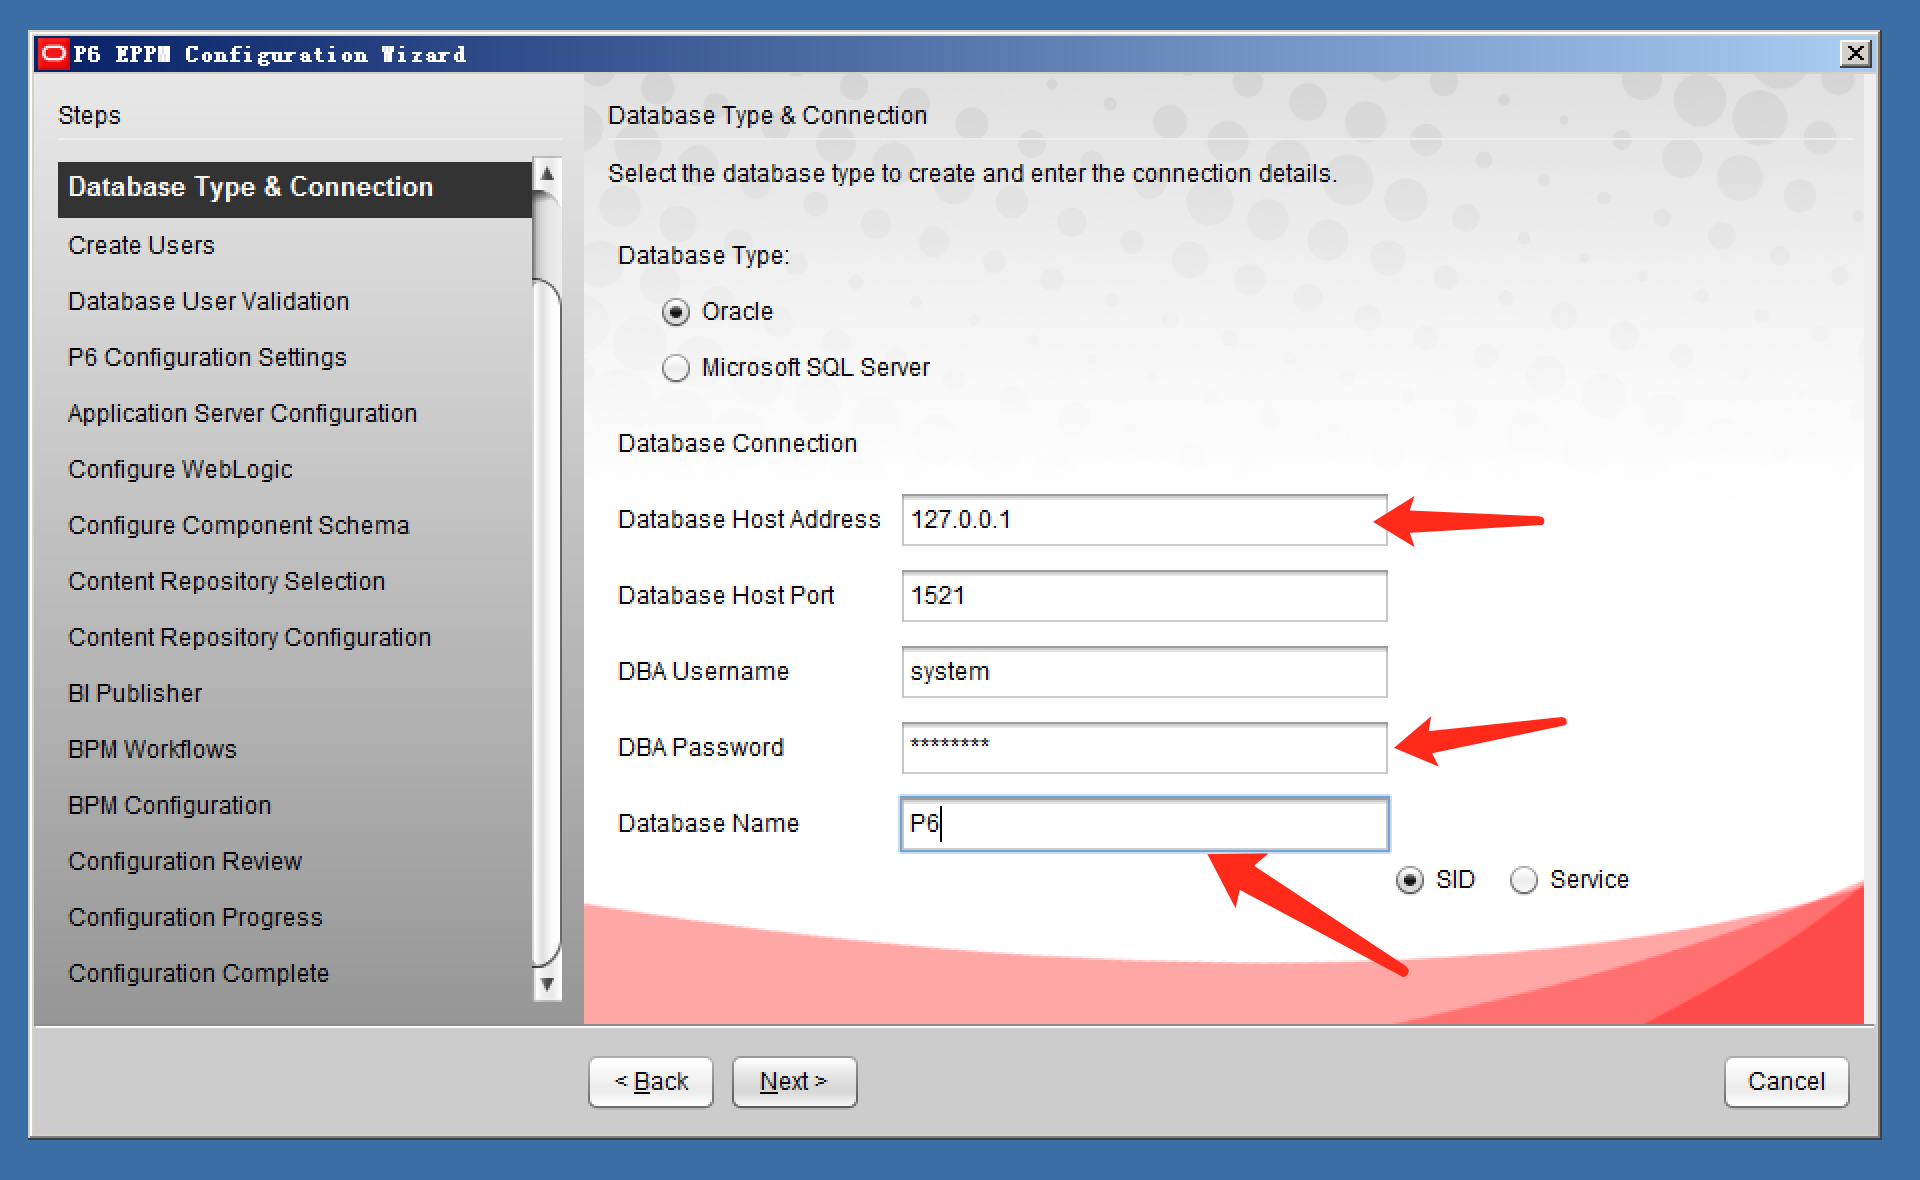 P6 EPPM Configuration Wizard
Steps
Database Type & Connection
Create Users
Database User Validation
P6 Configuration Settings
Application Server Configuration
Configure WebLogic
Configure Component Schema
Content Repository Selection
Content Repository Configuration
BI Publisher
BPM Workflows
BPM Configuration
Configuration Review
Configuration Progress
Configuration Complete
Database Type & Connection
Select the database type to create and enter the connection details.
Database Type:
Oracle
Microsoft SQL Server
Database Connection
Database Host Address 127.0.0.1
Database Host Port 1521
DBA Username system
DBA Password ********
Database Name P6
SID Service
< Back Next > Cancel